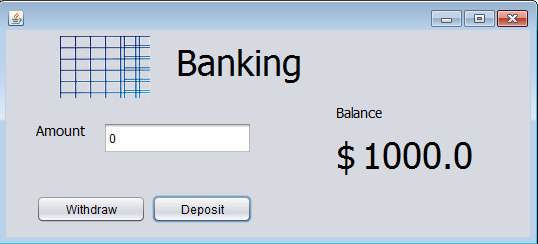 Banking
Amount
0
Balance
$ 1000.0
Withdraw
Deposit